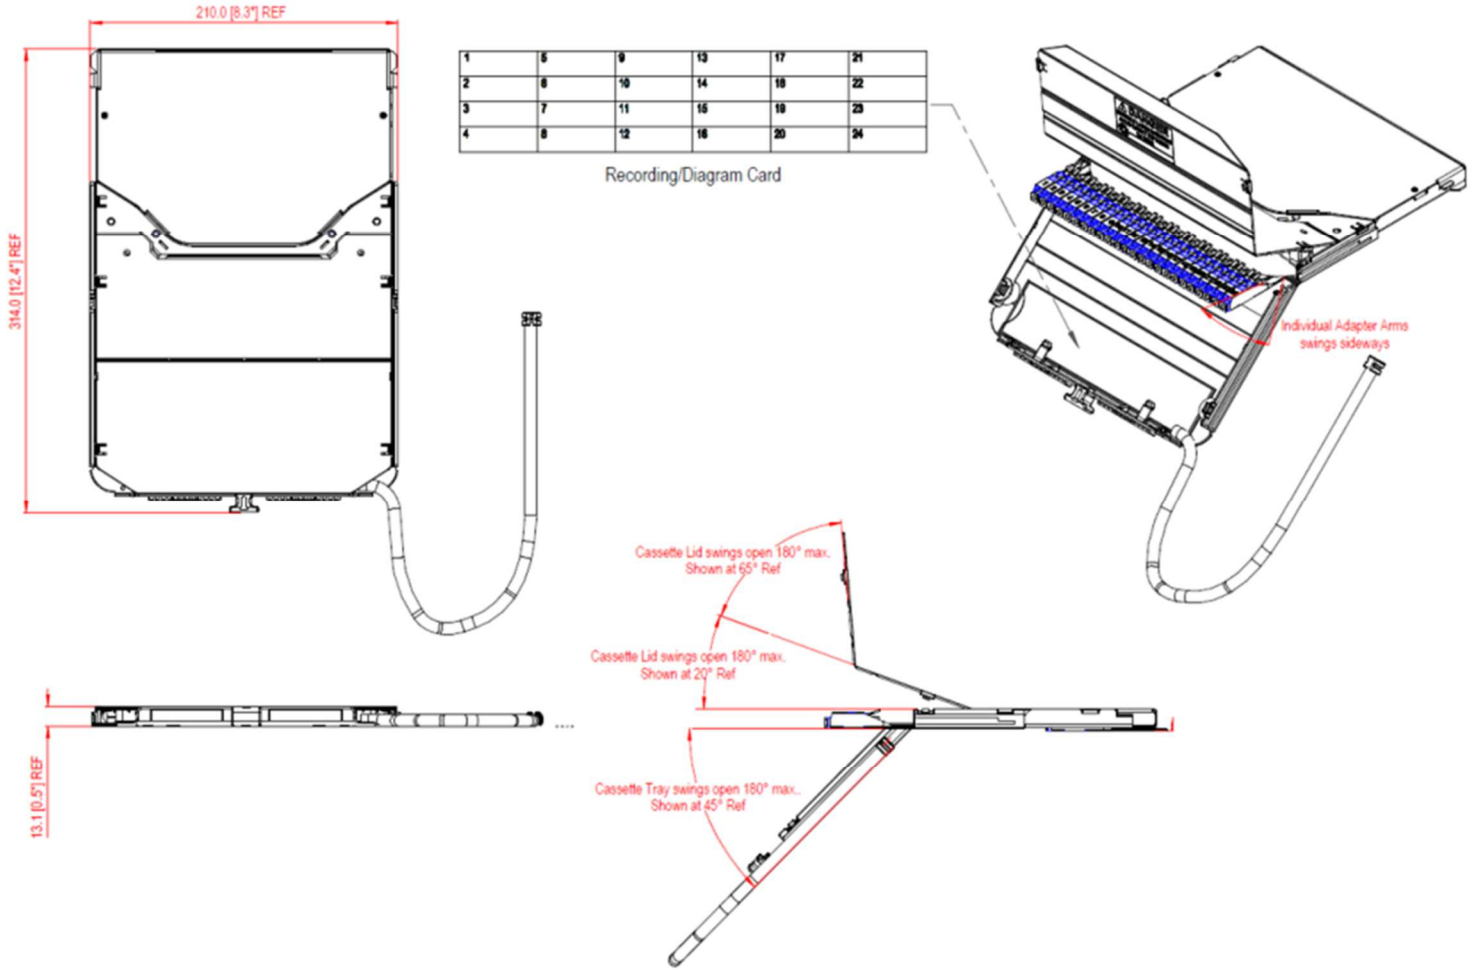 210.0 [8.3"] REF
314.0 [12.4"] REF
1 5 9 13 17 21
2 6 10 14 18 22
3 7 11 15 19 23
4 8 12 16 20 24
Recording/Diagram Card
DANGER
Individual Adapter Arms
swings sideways
Cassette Lid swings open 180° max.
Shown at 65° Ref
Cassette Lid swings open 180° max.
Shown at 20° Ref
13.1 [0.5"] REF
Cassette Tray swings open 180° max..
Shown at 45° Ref